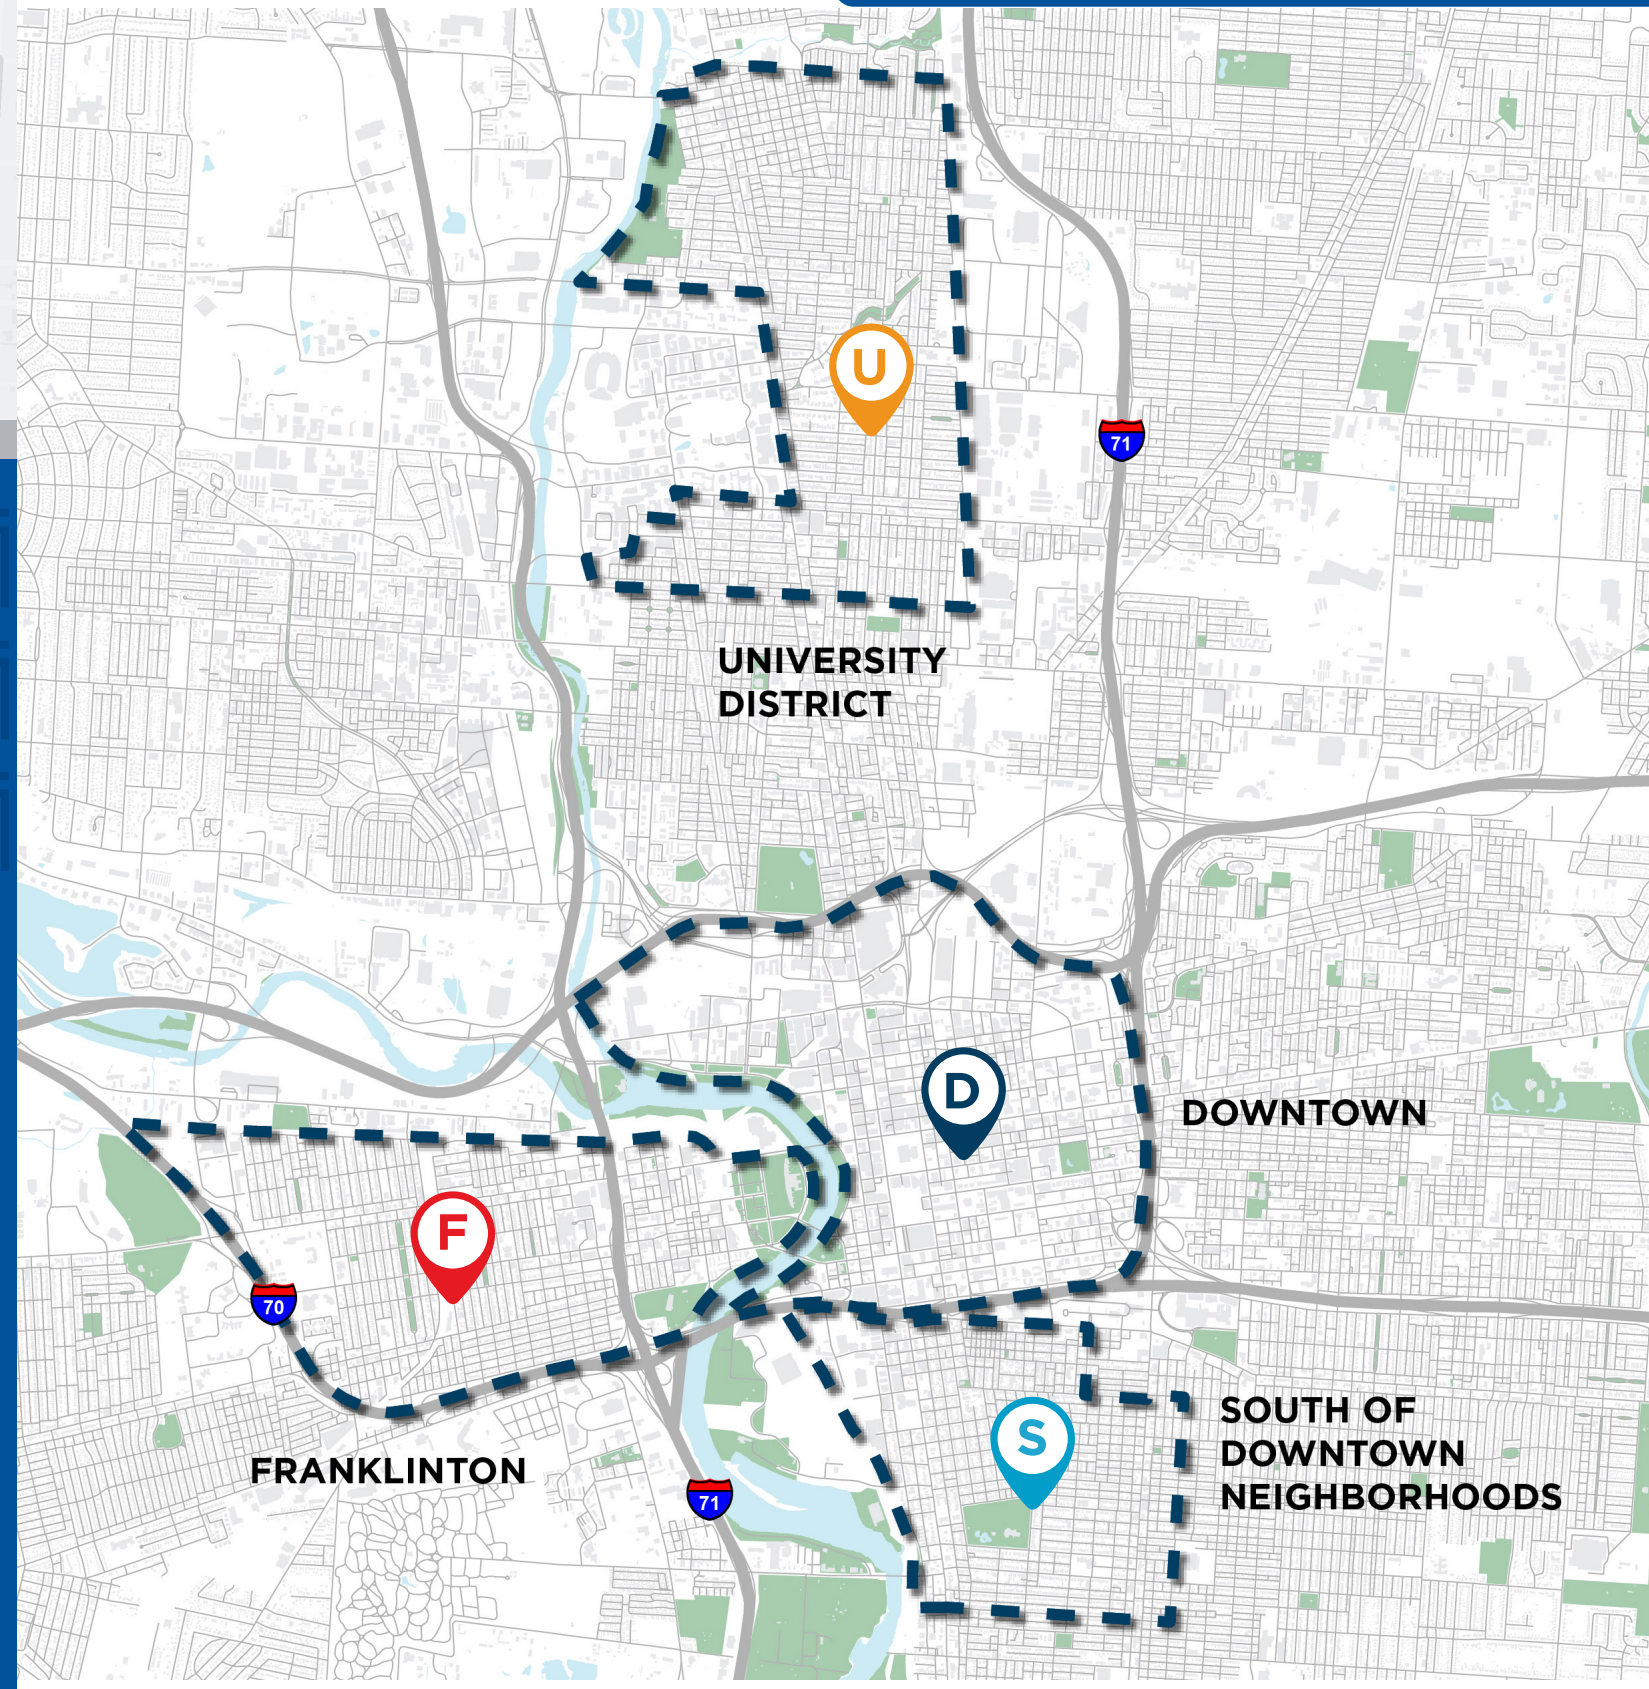 U
71
UNIVERSITY
DISTRICT
D
DOWNTOWN
F
70
S
SOUTH OF
DOWNTOWN
NEIGHBORHOODS
FRANKLINTON
71